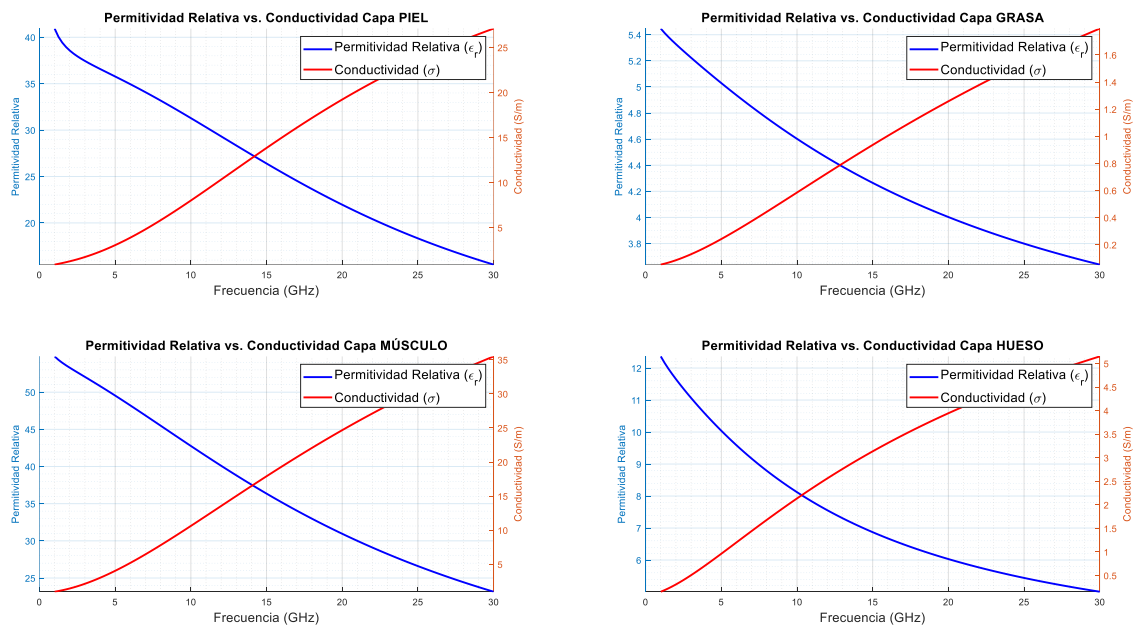 Permitividad Relativa vs. Conductividad Capa PIEL
Permitividad Relativa (ϵr)
Conductividad (σ)
Permitividad Relativa
40
35
30
25
20
Conductividad (S/m)
25
20
15
10
5
0 5 10 15 20 25 30
Frecuencia (GHz)
Permitividad Relativa vs. Conductividad Capa GRASA
Permitividad Relativa (ϵr)
Conductividad (σ)
Permitividad Relativa
5.4
5.2
5
4.8
4.6
4.4
4.2
4
3.8
Conductividad (S/m)
1.6
1.4
1.2
1
0.8
0.6
0.4
0.2
0 5 10 15 20 25 30
Frecuencia (GHz)
Permitividad Relativa vs. Conductividad Capa MÚSCULO
Permitividad Relativa (ϵr)
Conductividad (σ)
Permitividad Relativa
50
45
40
35
30
25
Conductividad (S/m)
35
30
25
20
15
10
5
0 5 10 15 20 25 30
Frecuencia (GHz)
Permitividad Relativa vs. Conductividad Capa HUESO
Permitividad Relativa (ϵr)
Conductividad (σ)
Permitividad Relativa
12
11
10
9
8
7
6
Conductividad (S/m)
5
4.5
4
3.5
3
2.5
2
1.5
1
0.5
0 5 10 15 20 25 30
Frecuencia (GHz)